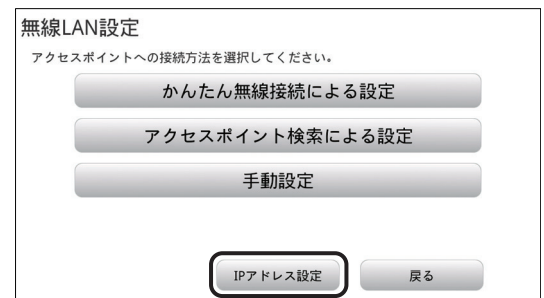 無線LAN設定
アクセスポイントへの接続方法を選択してください。
かんたん無線接続による設定
アクセスポイント検索による設定
手動設定
IPアドレス設定
戻る